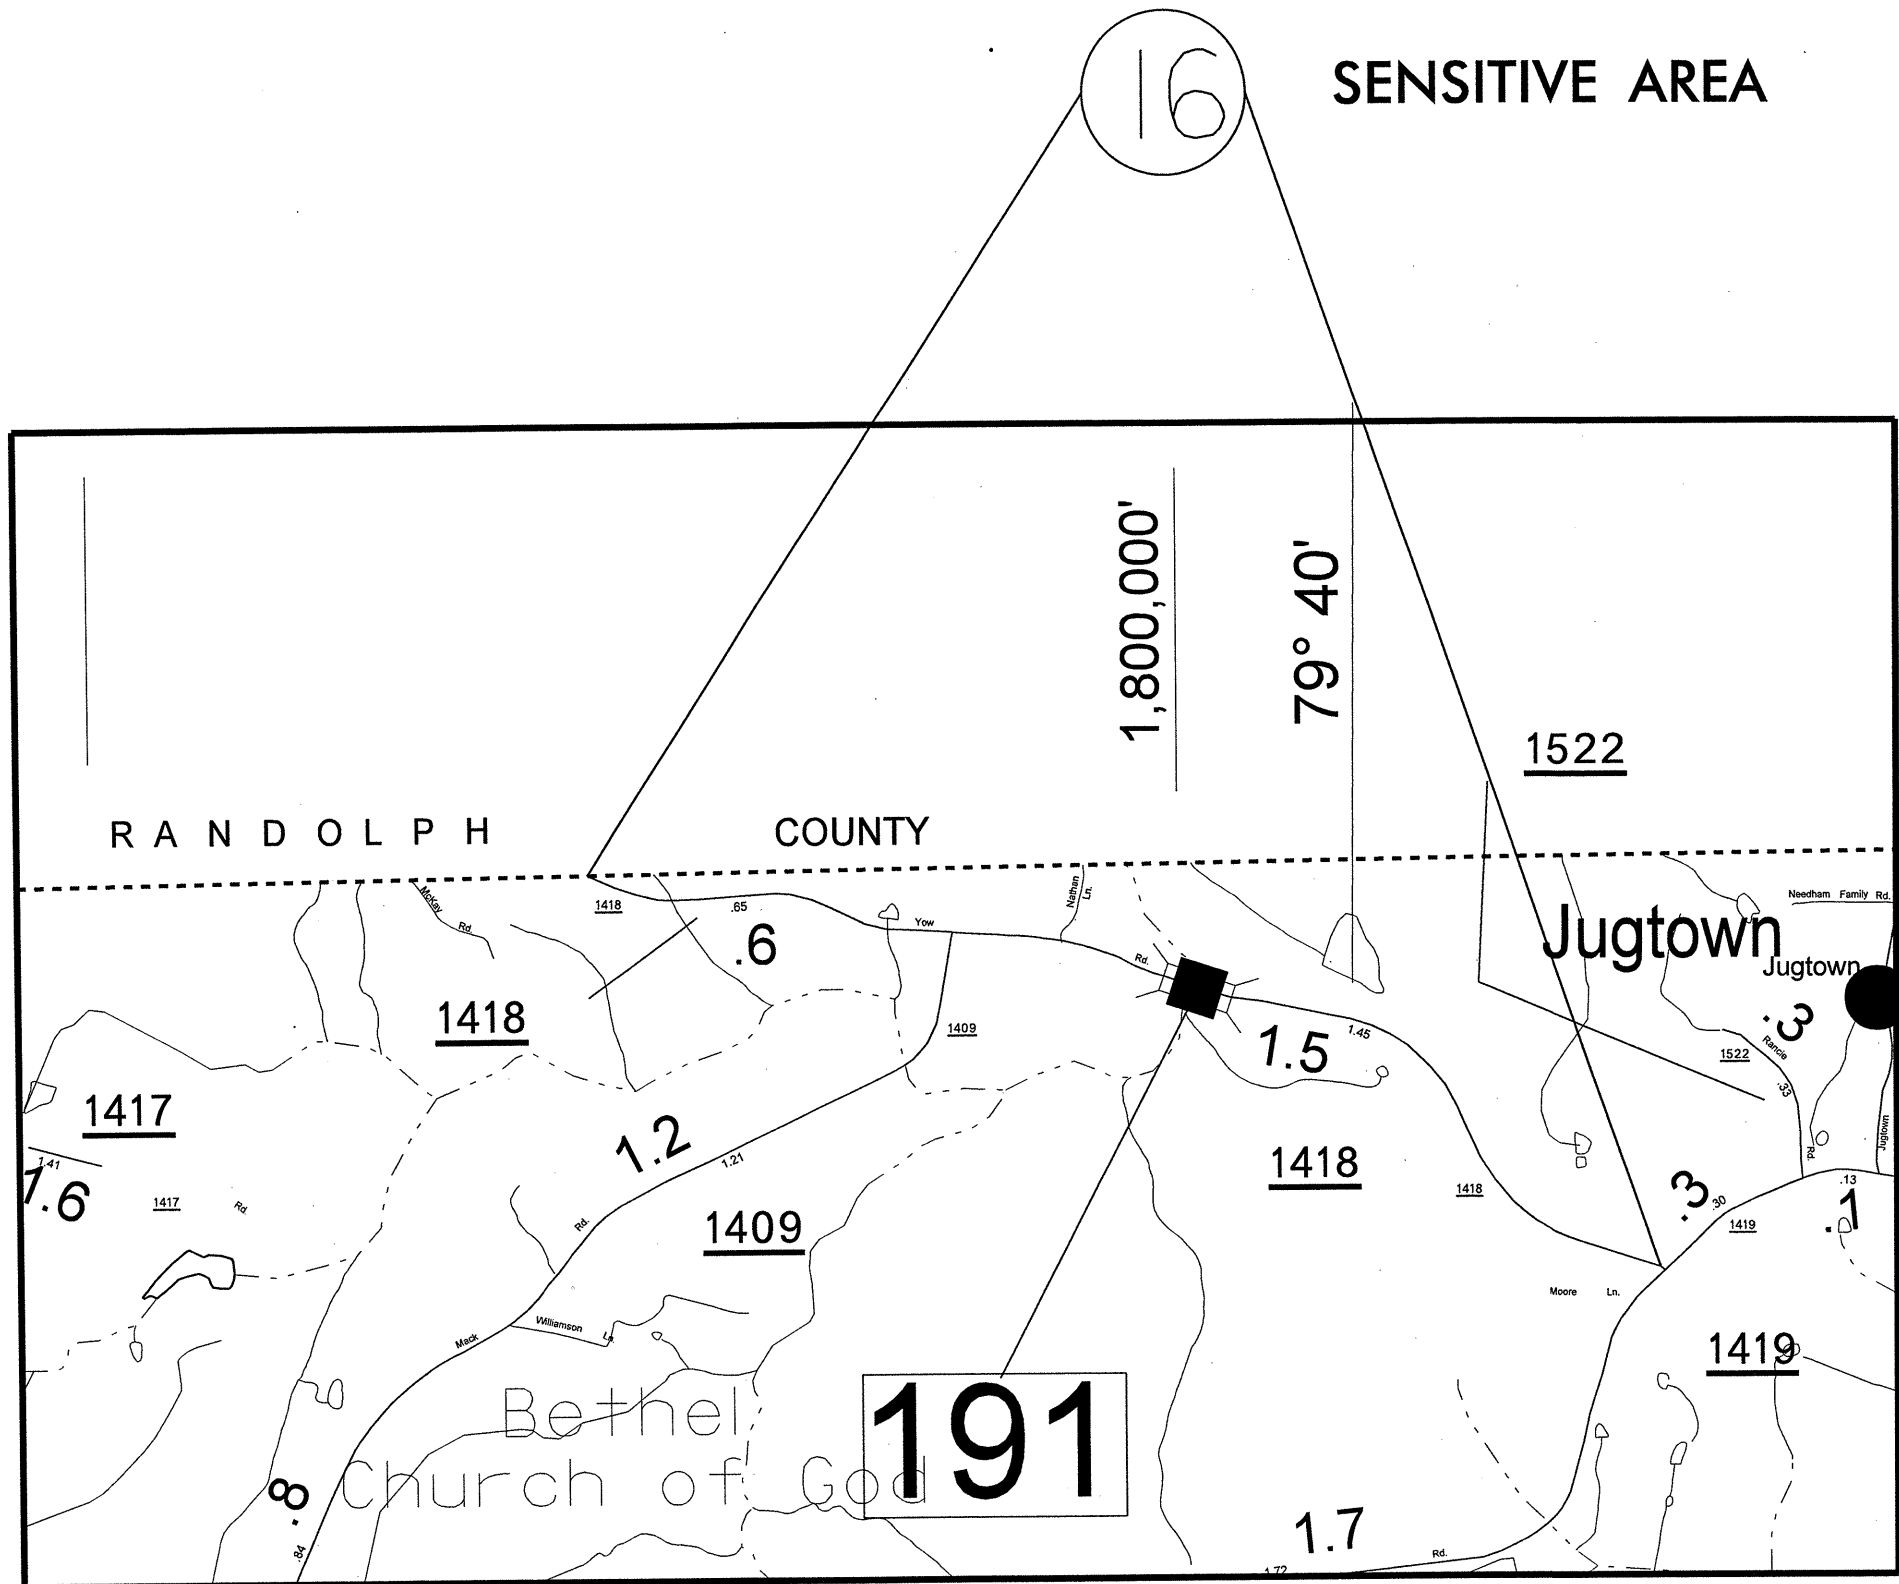 16
SENSITIVE AREA
1,800,000'
79° 40'
1522
RANDOLPH COUNTY
McKay Rd.
1418
.65
.6
Yow Rd.
Nathan Ln.
Needham Family Rd.
Jugtown
Jugtown
1418
1409
1.5
1.45
.3
Rancie Rd.
1522
.33
Jugtown
1417
1.41
1.6
1417
Rd.
1.2
1.21
Rd.
1409
1418
1418
.3
.30
1419
.13
.1
Moore Ln.
Mack
Williamson Ln.
1419
Bethel
Church of God
191
.8
.84
1.7
Rd.
1.72